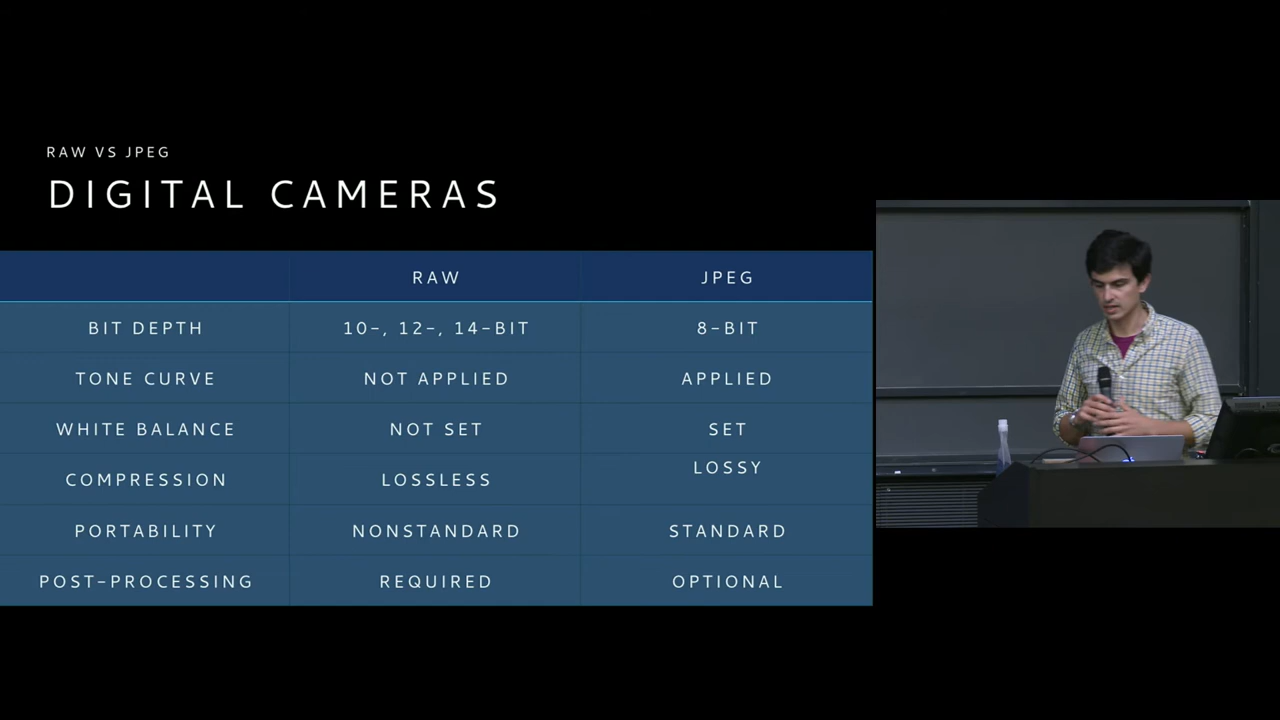 RAW VS JPEG
DIGITAL CAMERAS
RAW JPEG
BIT DEPTH 10-, 12-, 14-BIT 8-BIT
TONE CURVE NOT APPLIED APPLIED
WHITE BALANCE NOT SET SET
COMPRESSION LOSSLESS LOSSY
PORTABILITY NONSTANDARD STANDARD
POST-PROCESSING REQUIRED OPTIONAL